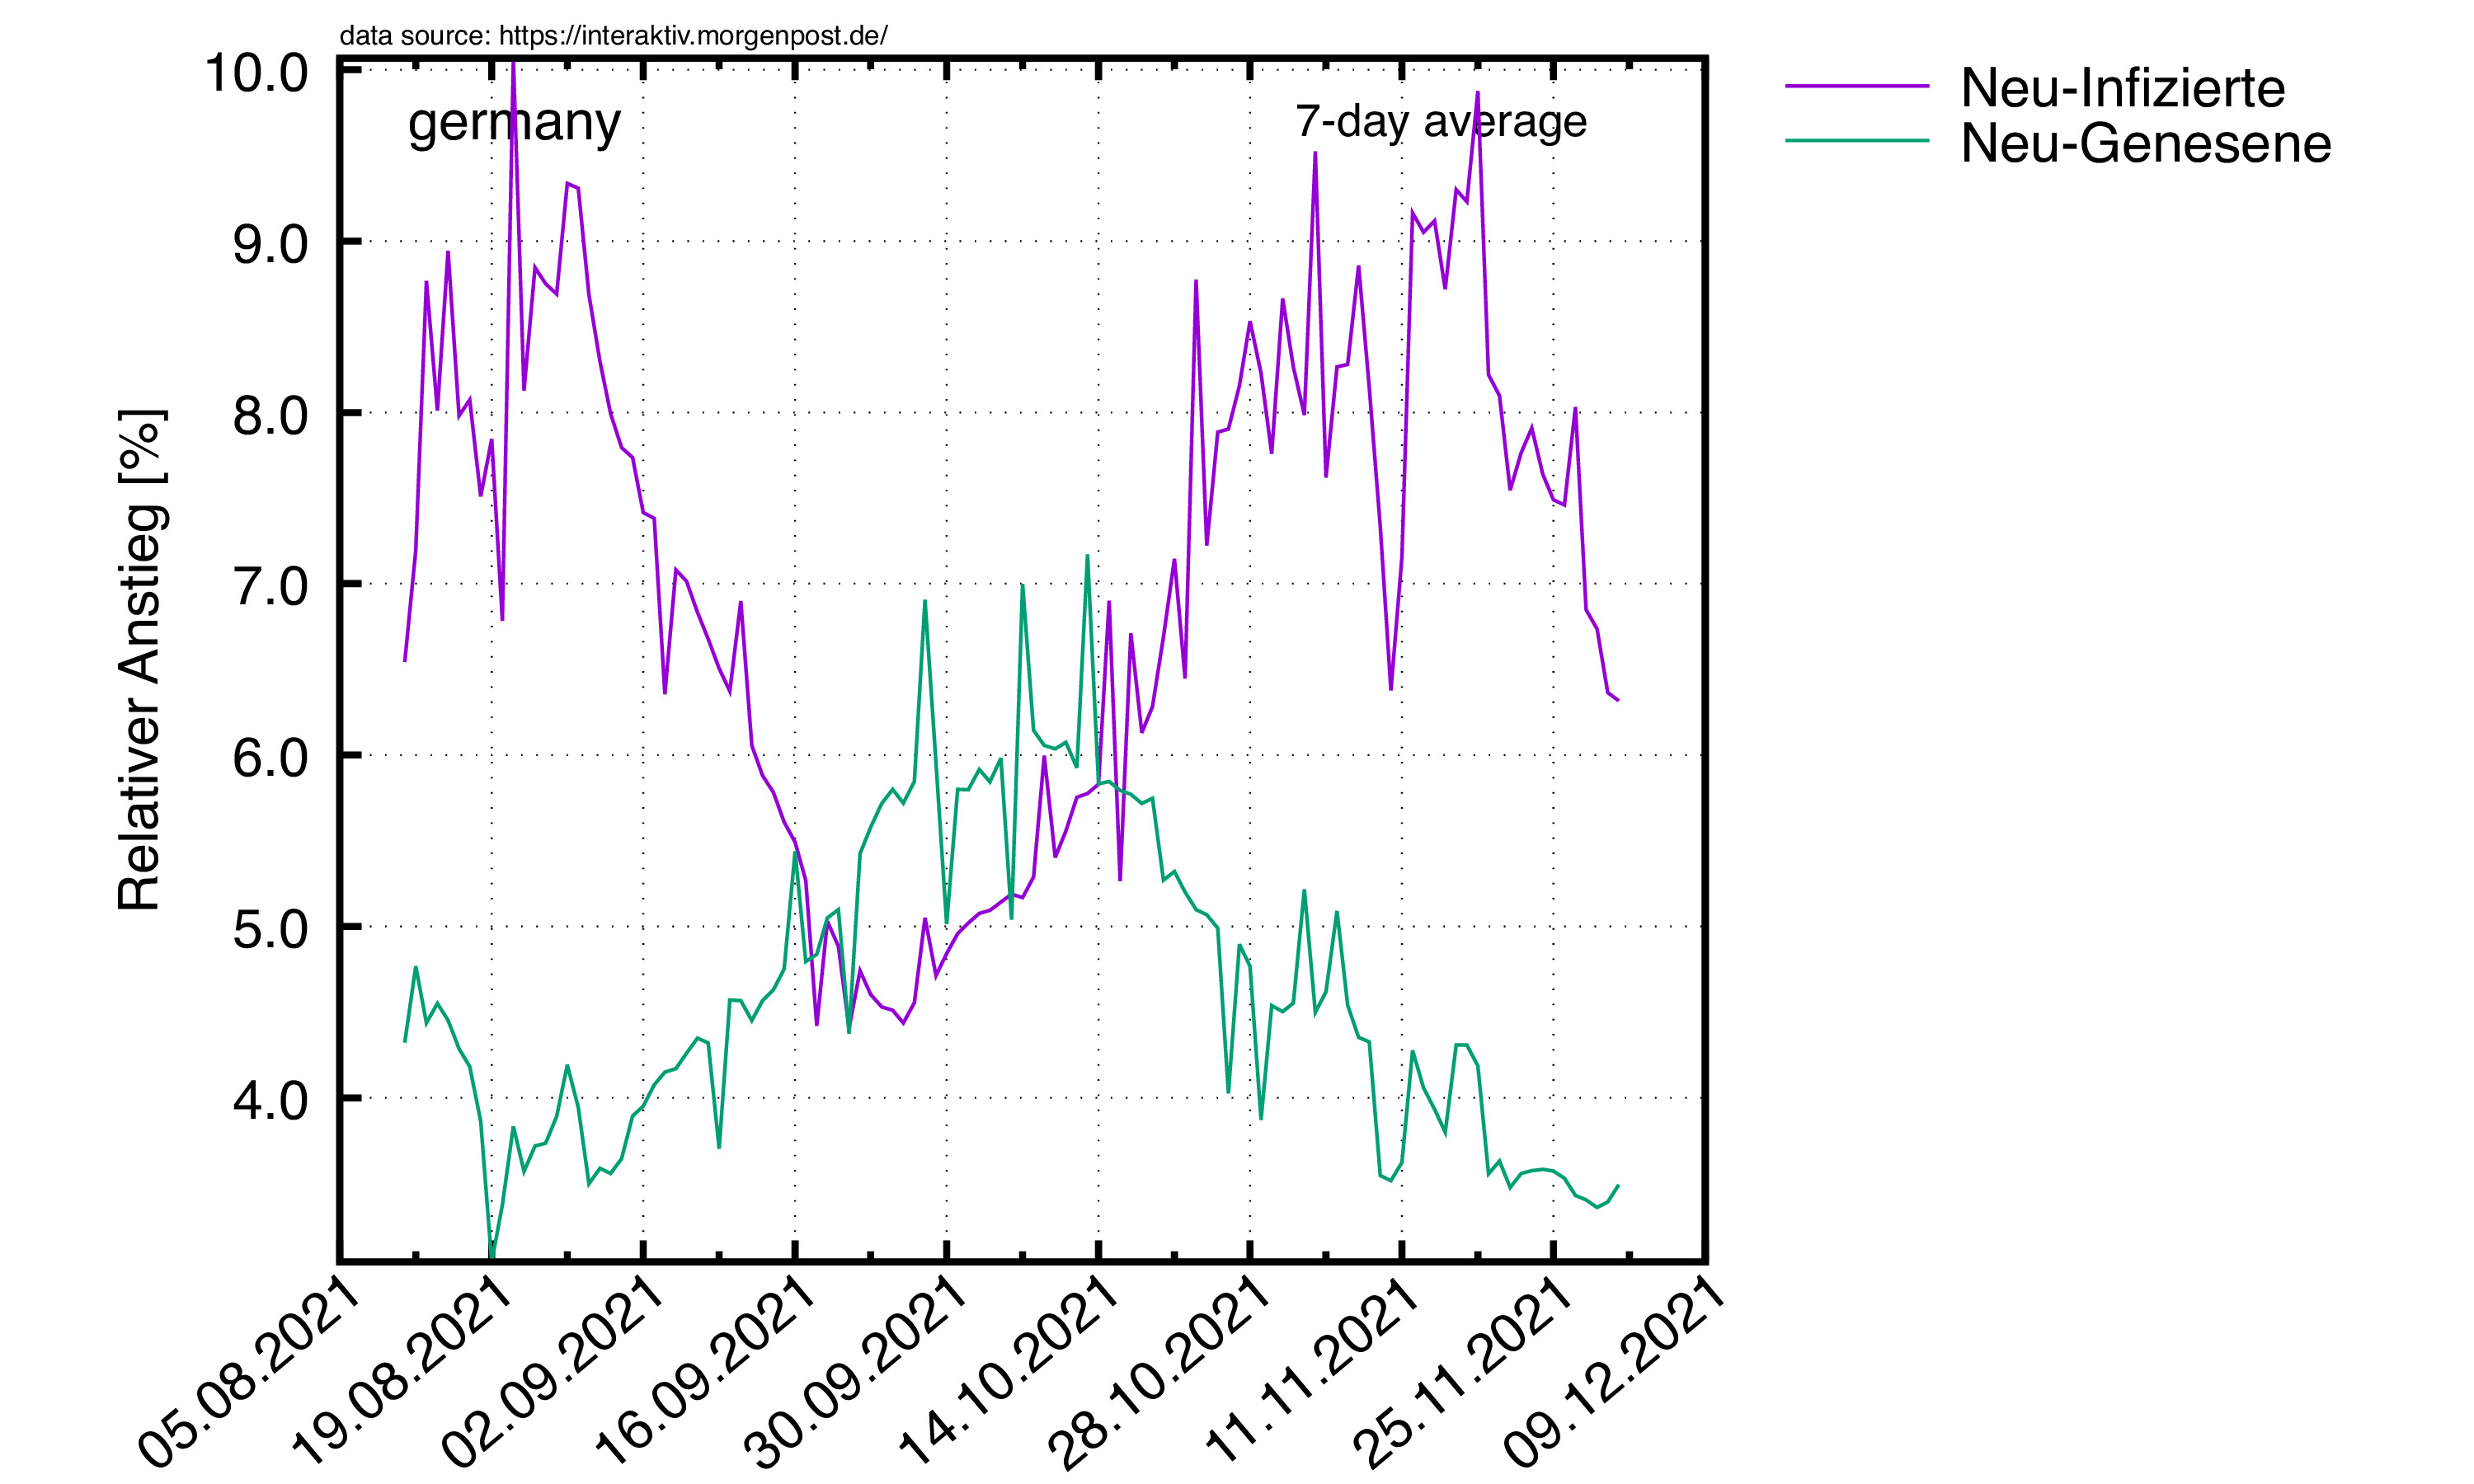 data source: https://interaktiv.morgenpost.de/
germany
7-day average
Neu-Infizierte
Neu-Genesene
Relativer Anstieg [%]
10.0
9.0
8.0
7.0
6.0
5.0
4.0
05.08.2021
19.08.2021
02.09.2021
16.09.2021
30.09.2021
14.10.2021
28.10.2021
11.11.2021
25.11.2021
09.12.2021